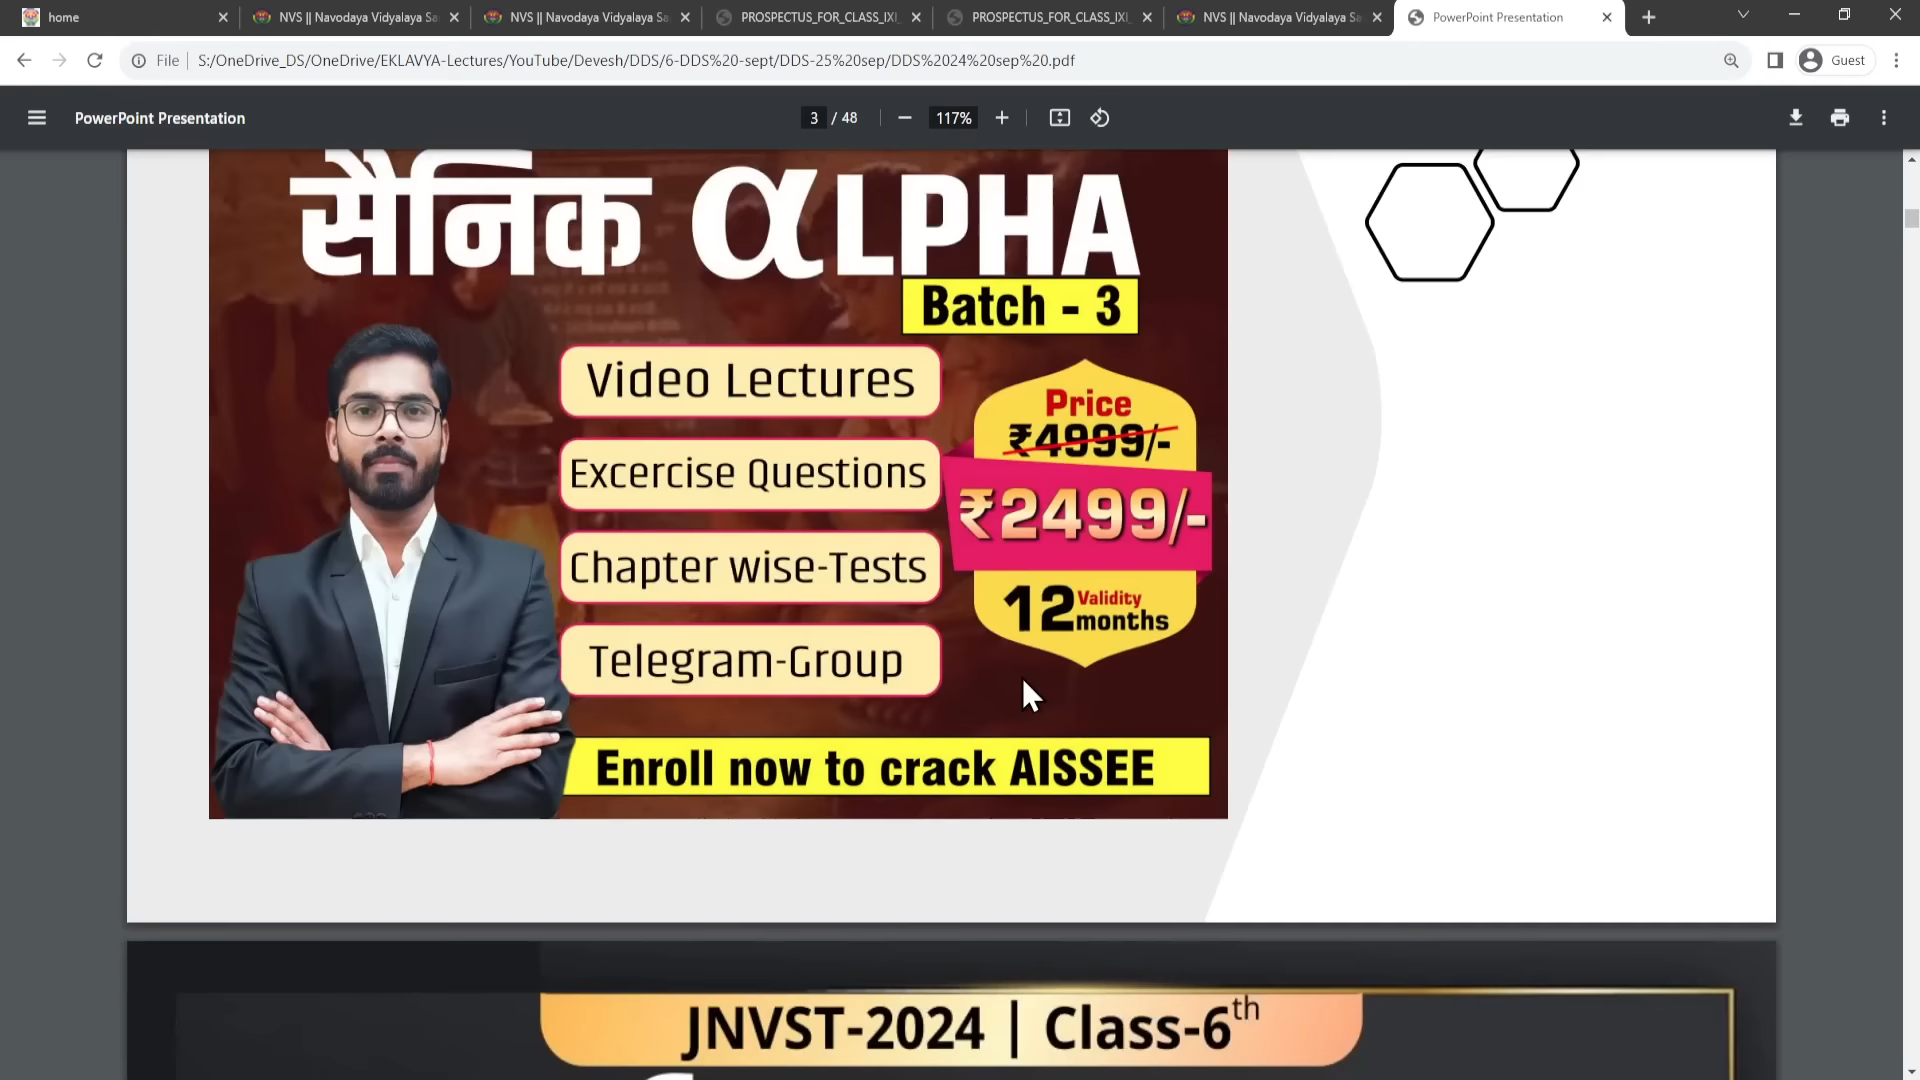 home
NVS || Navodaya Vidyalaya Sa
NVS || Navodaya Vidyalaya Sa
PROSPECTUS_FOR_CLASS_IXI
PROSPECTUS_FOR_CLASS_IXI
NVS || Navodaya Vidyalaya Sa
PowerPoint Presentation
File
S:/OneDrive_DS/OneDrive/EKLAVYA-Lectures/YouTube/Devesh/DDS/6-DDS%20-sept/DDS-25%20sep/DDS%2024%20sep%20.pdf
Guest
PowerPoint Presentation
3 / 48
117%
सैनिक αLPHA
Batch - 3
Video Lectures
Excercise Questions
Chapter wise-Tests
Telegram-Group
Price
₹4999/-
₹2499/-
12 Validity months
Enroll now to crack AISSEE
JNVST-2024 | Class-6th